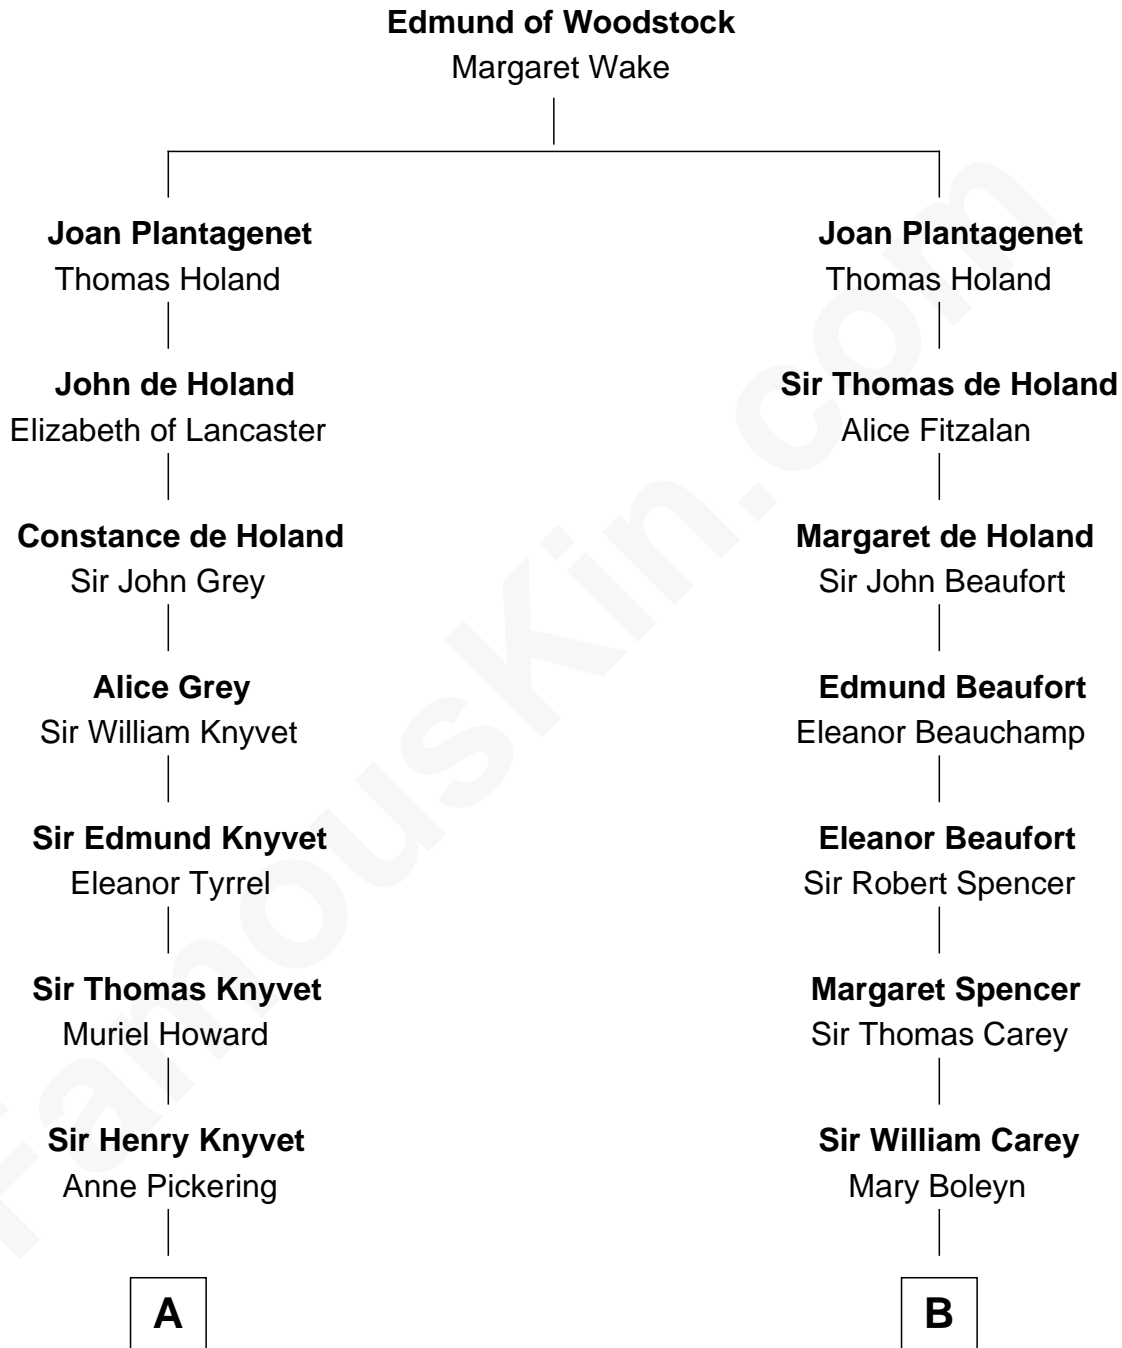 Edmund of Woodstock
Margaret Wake
Joan Plantagenet
Thomas Holand
Joan Plantagenet
Thomas Holand
John de Holand
Elizabeth of Lancaster
Sir Thomas de Holand
Alice Fitzalan
Constance de Holand
Sir John Grey
Margaret de Holand
Sir John Beaufort
Alice Grey
Sir William Knyvet
Edmund Beaufort
Eleanor Beauchamp
Sir Edmund Knyvet
Eleanor Tyrrel
Eleanor Beaufort
Sir Robert Spencer
Sir Thomas Knyvet
Muriel Howard
Margaret Spencer
Sir Thomas Carey
Sir Henry Knyvet
Anne Pickering
Sir William Carey
Mary Boleyn
A
B
FamousKin.com